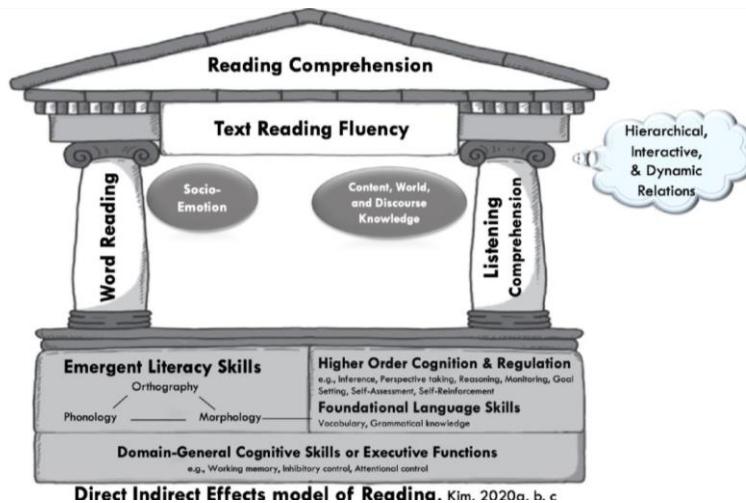 Reading Comprehension
Text Reading Fluency
Hierarchical,
Interactive,
& Dynamic
Relations
Word Reading
Socio-
Emotion
Content, World,
and Discourse
Knowledge
Listening
Comprehension
Emergent Literacy Skills
Orthography
Phonology
Morphology
Higher Order Cognition & Regulation
e.g., Inference, Perspective taking, Reasoning, Monitoring, Goal
Setting, Self-Assessment, Self-Reinforcement
Foundational Language Skills
Vocabulary, Grammatical knowledge
Domain-General Cognitive Skills or Executive Functions
e.g., Working memory, Inhibitory control, Attentional control
Direct Indirect Effects model of Reading, Kim, 2020a, b, c